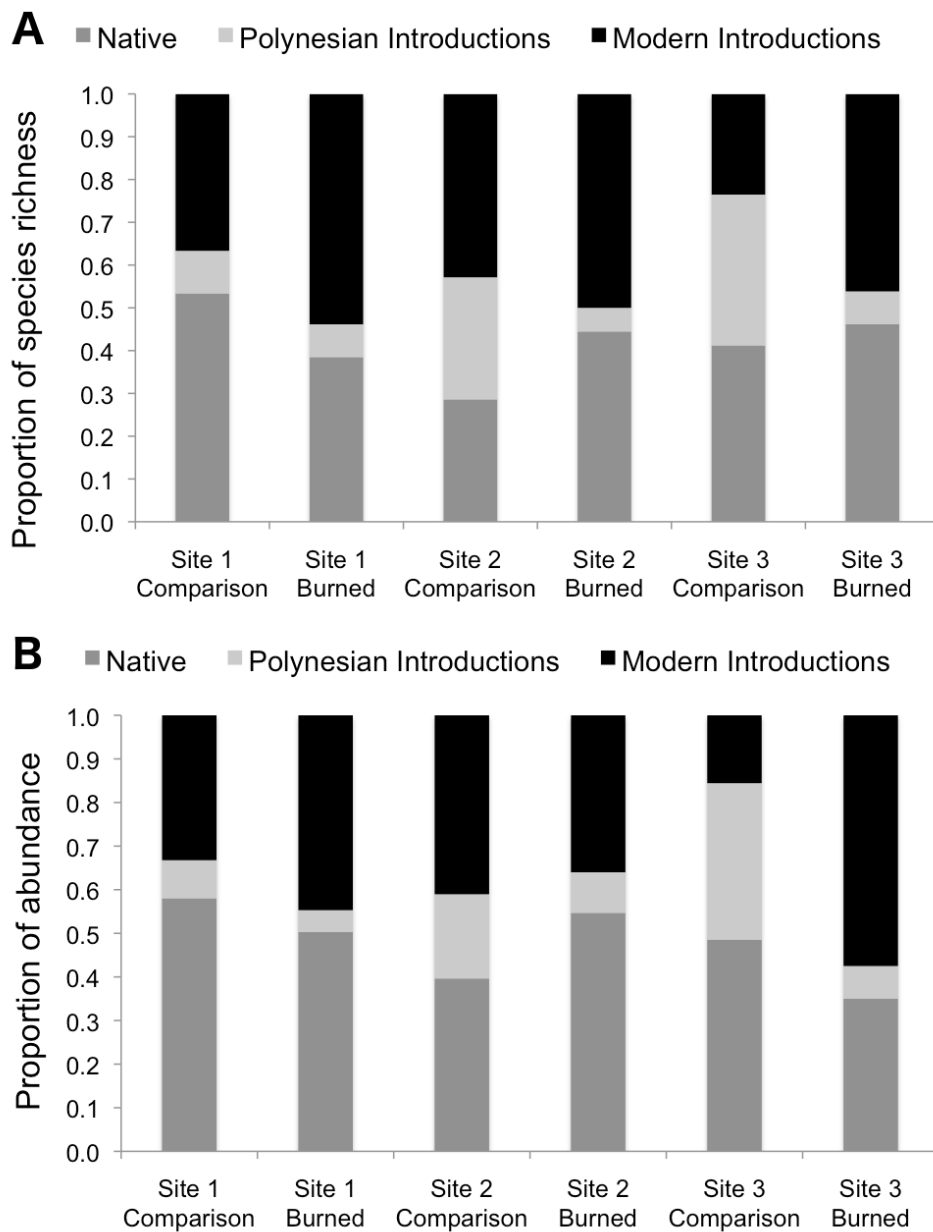 A
Native Polynesian Introductions Modern Introductions
Proportion of species richness
1.0
0.9
0.8
0.7
0.6
0.5
0.4
0.3
0.2
0.1
0.0
Site 1 Site 1 Site 2 Site 2 Site 3 Site 3
Comparison Burned Comparison Burned Comparison Burned
B
Native Polynesian Introductions Modern Introductions
Proportion of abundance
1.0
0.9
0.8
0.7
0.6
0.5
0.4
0.3
0.2
0.1
0.0
Site 1 Site 1 Site 2 Site 2 Site 3 Site 3
Comparison Burned Comparison Burned Comparison Burned